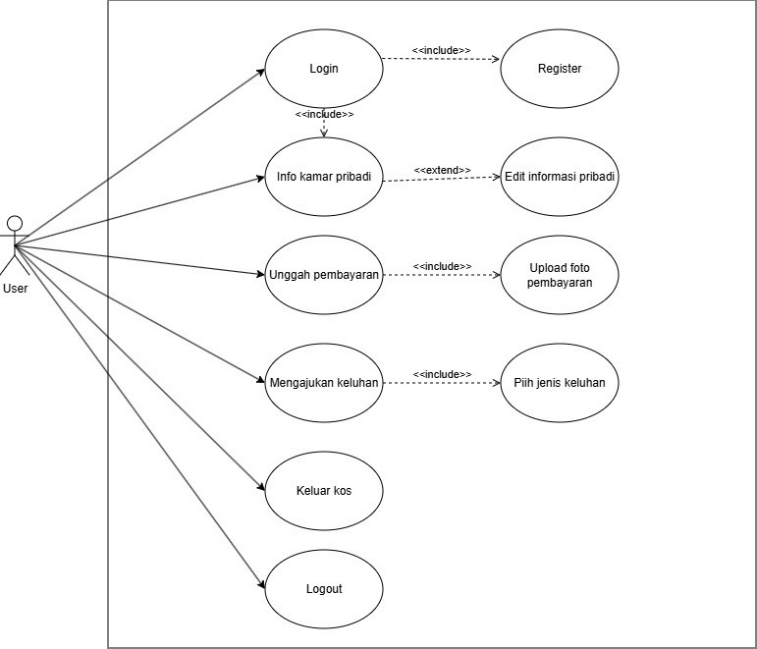 Login
<<include>>
Register
<<include>>
Info kamar pribadi
<<extend>>
Edit informasi pribadi
User
Unggah pembayaran
<<include>>
Upload foto
pembayaran
Mengajukan keluhan
<<include>>
Piih jenis keluhan
Keluar kos
Logout